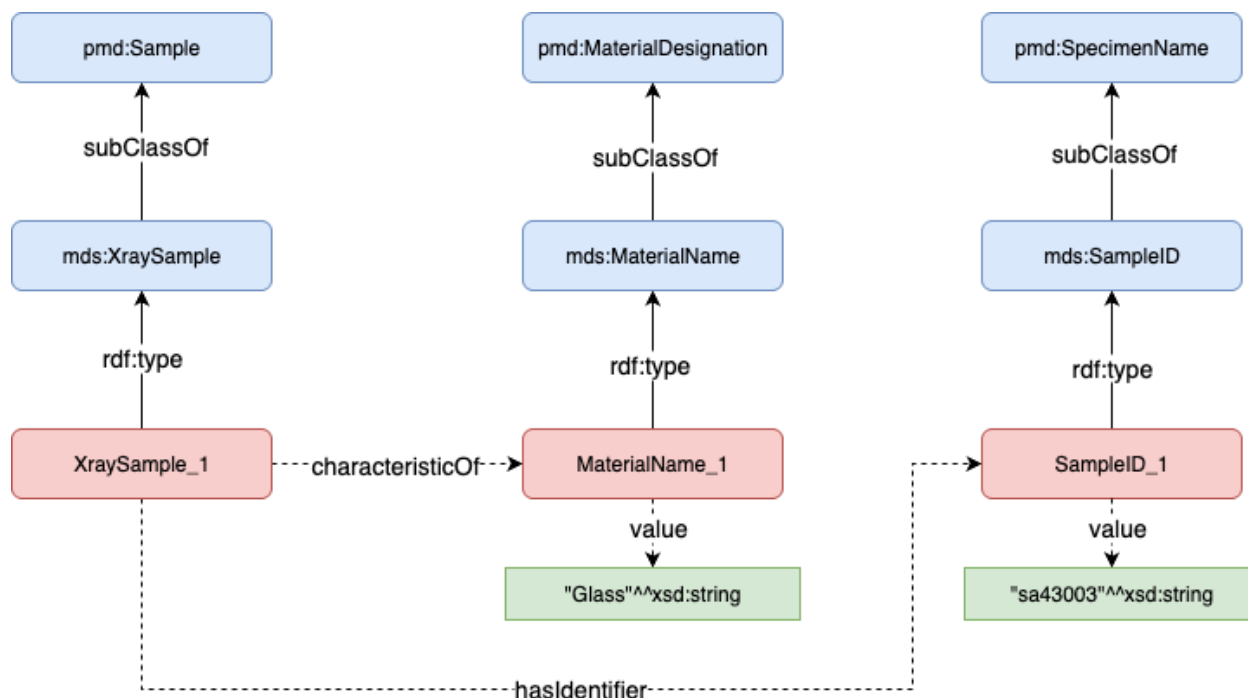 pmd:Sample
pmd:MaterialDesignation
pmd:SpecimenName
subClassOf
subClassOf
subClassOf
mds:XraySample
mds:MaterialName
mds:SampleID
rdf:type
rdf:type
rdf:type
XraySample_1
characteristicOf
MaterialName_1
SampleID_1
value
value
"Glass"^^xsd:string
"sa43003"^^xsd:string
hasIdentifier